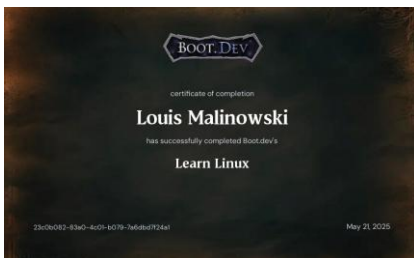 BOOT.DEV
certificate of completion
Louis Malinowski
has successfully completed Boot.dev's
Learn Linux
May 21, 2025